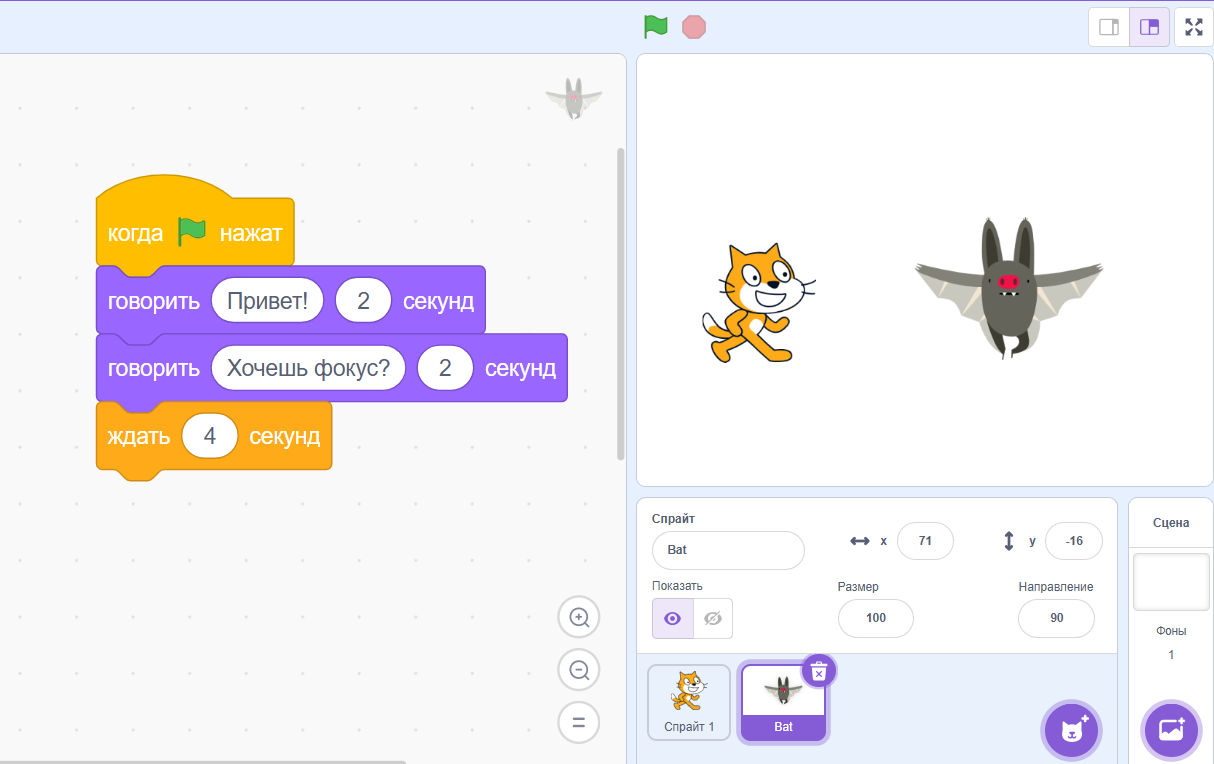 когда нажат
говорить Привет! 2 секунд
говорить Хочешь фокус? 2 секунд
ждать 4 секунд
Спрайт
Bat
x 71
y -16
Показать
Размер
100
Направление
90
Спрайт 1
Bat
Сцена
Фоны
1